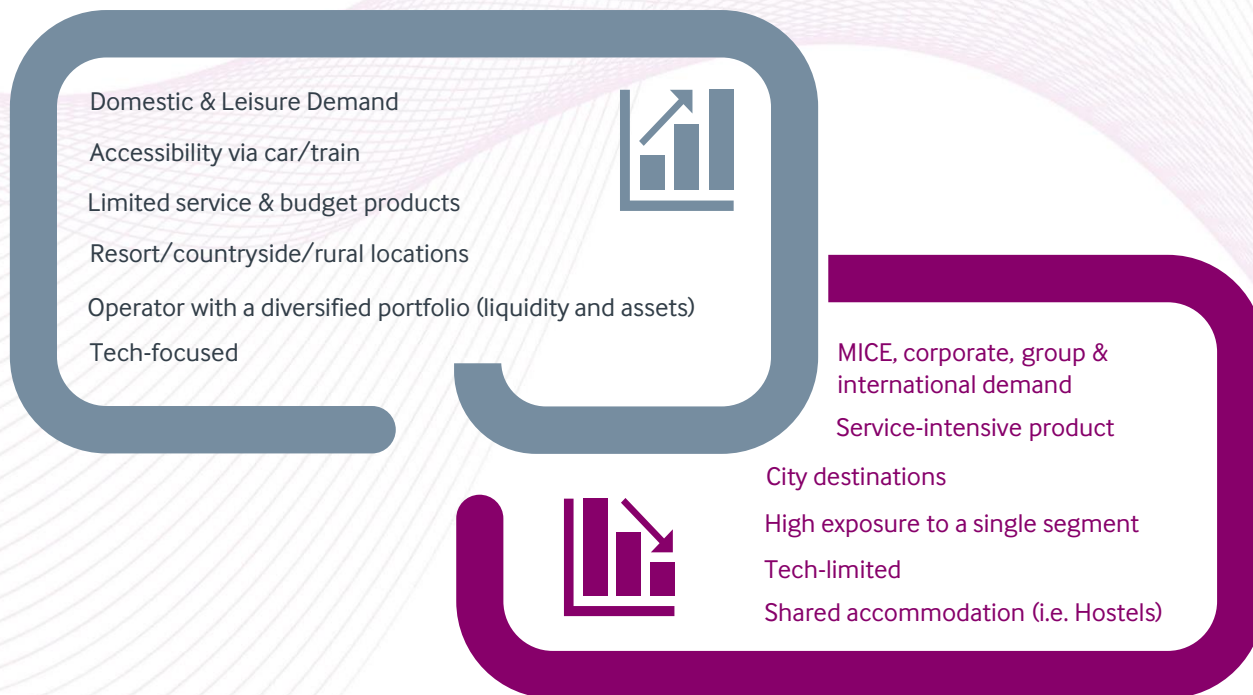 Domestic & Leisure Demand
Accessibility via car/train
Limited service & budget products
Resort/countryside/rural locations
Operator with a diversified portfolio (liquidity and assets)
Tech-focused
MICE, corporate, group &
international demand
Service-intensive product
City destinations
High exposure to a single segment
Tech-limited
Shared accommodation (i.e. Hostels)